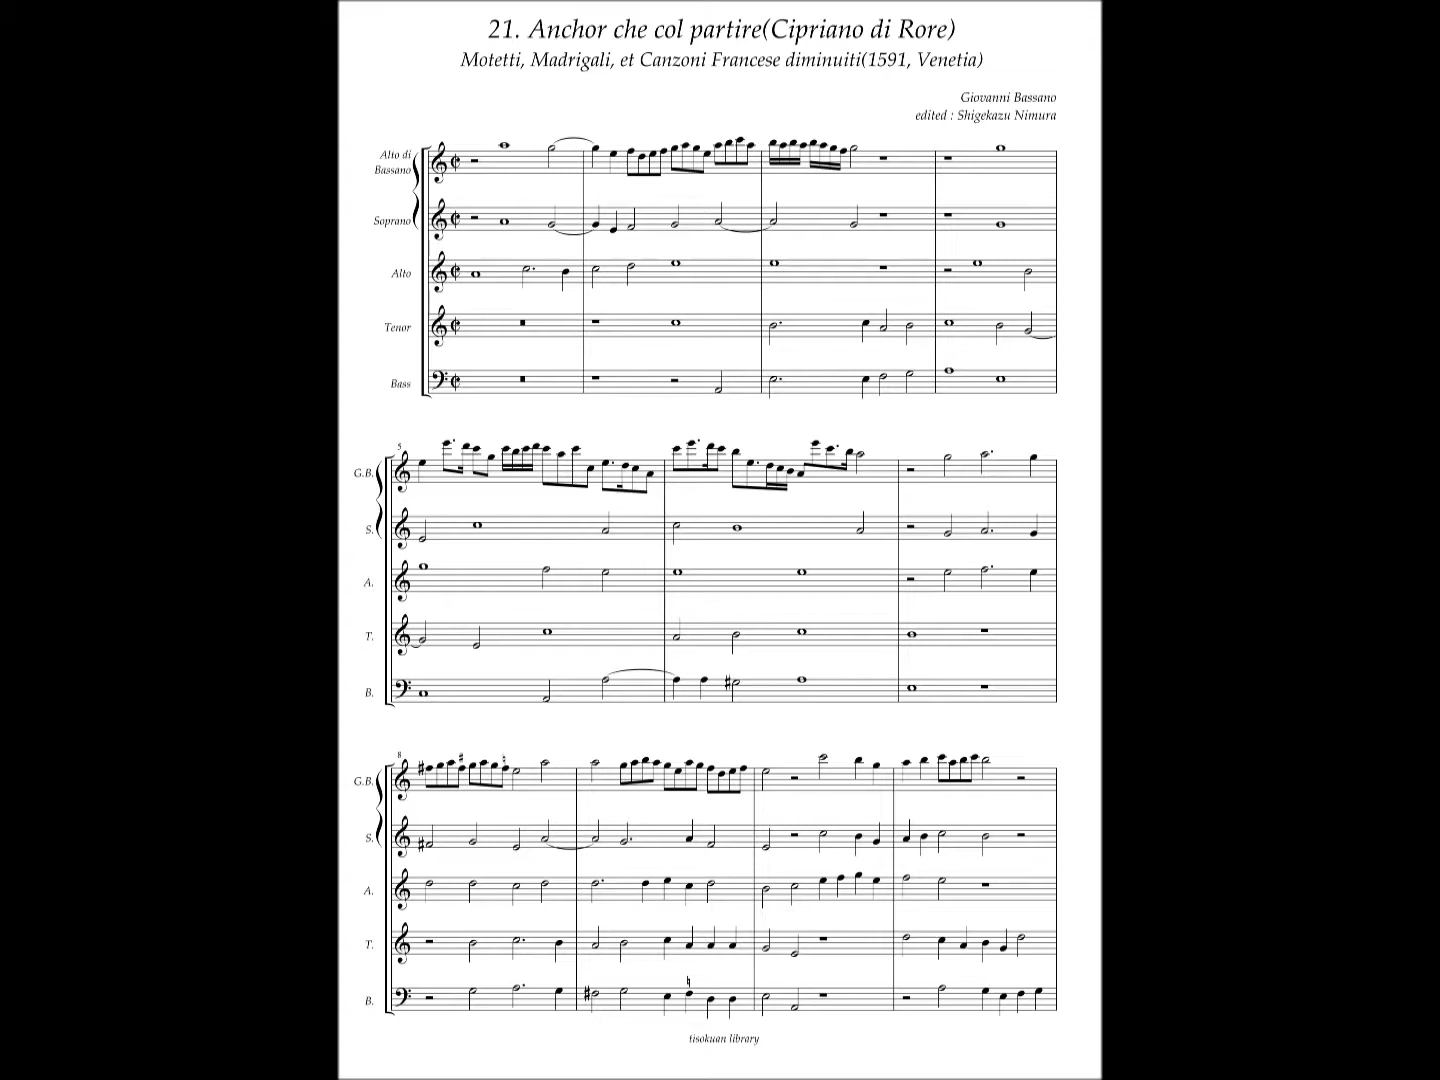 21. Anchor che col partire(Cipriano di Rore)
Motetti, Madrigali, et Canzoni Francese diminuiti(1591, Venetia)
Giovanni Bassano
edited : Shigekazu Nimura
Alto di
Bassano
Soprano
Alto
Tenor
Bass
5
G.B.
S.
A.
T.
B.
8
G.B.
S.
A.
T.
B.
tisokuan library